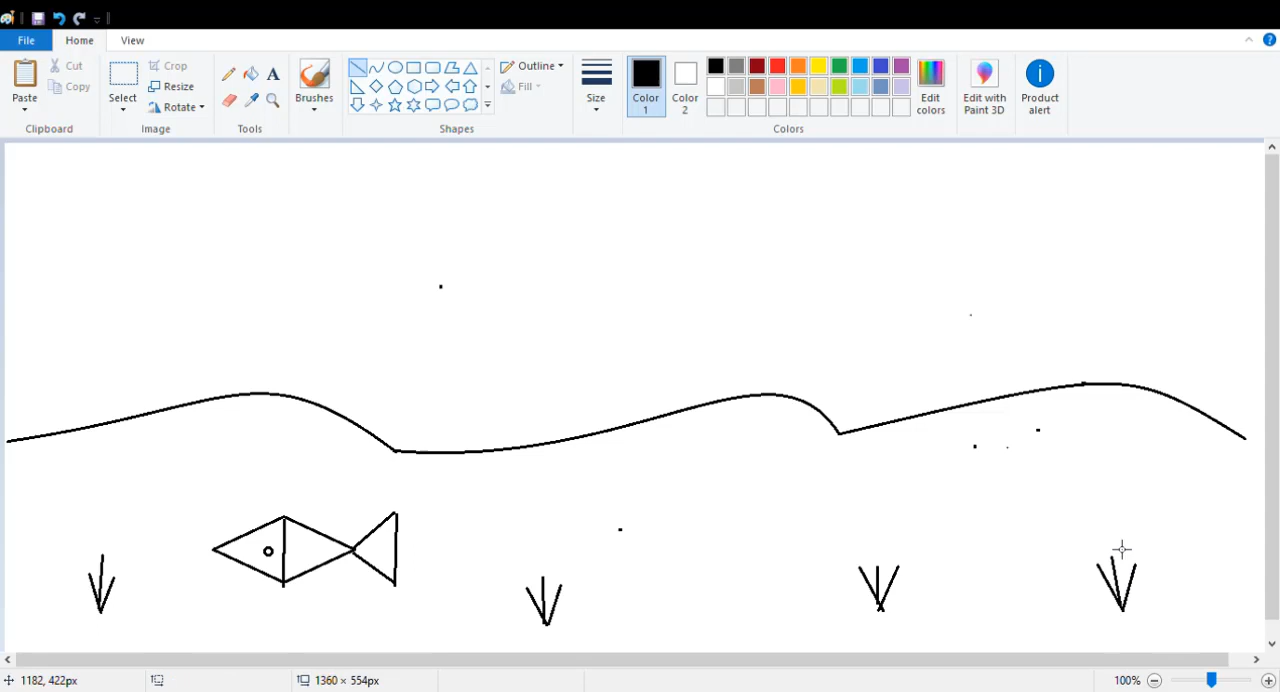 File Home View
Paste
Cut
Copy
Clipboard
Select
Crop
Resize
Rotate
Image
A
Tools
Brushes
Outline
Fill
Shapes
Size
Color 1
Color 2
Edit colors
Colors
Edit with Paint 3D
Product alert
1182, 422px
1360 × 554px
100%